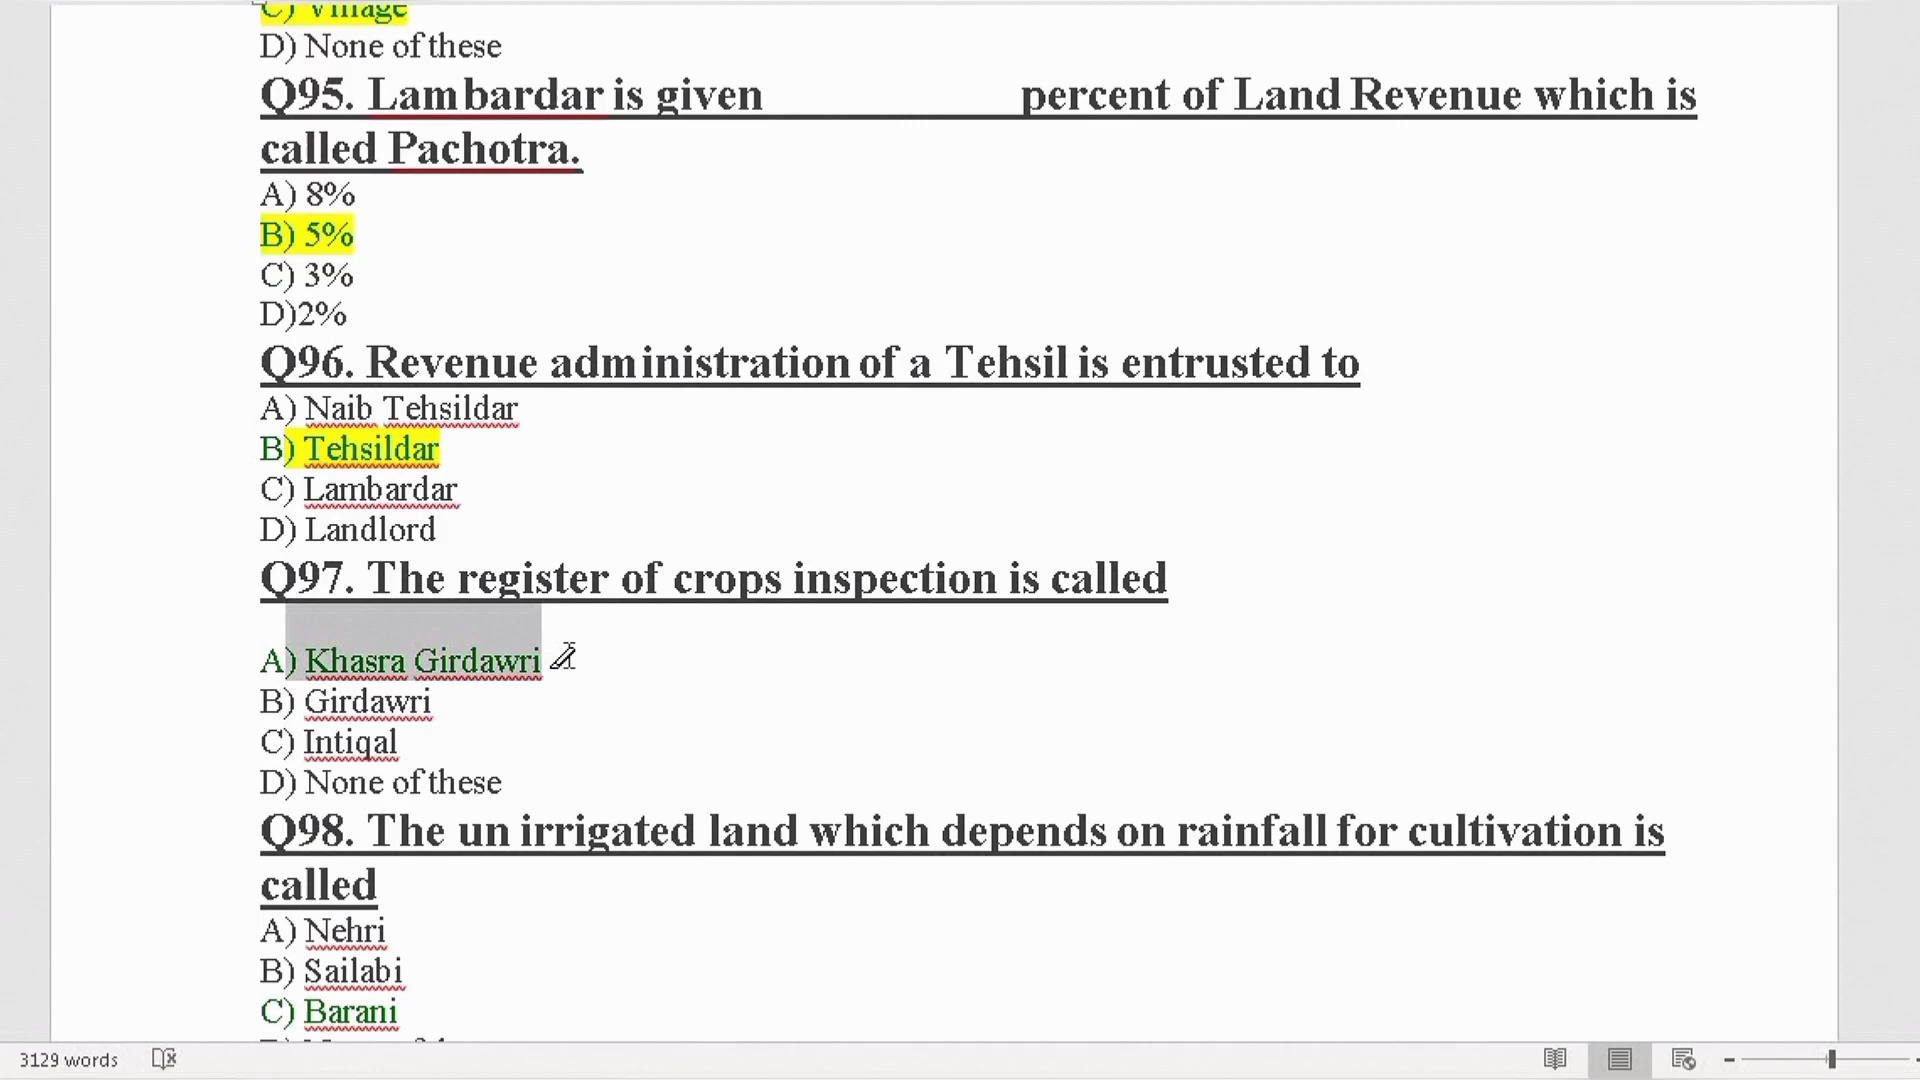 C) Village
D) None of these
Q95. Lambardar is given percent of Land Revenue which is
called Pachotra.
A) 8%
B) 5%
C) 3%
D)2%
Q96. Revenue administration of a Tehsil is entrusted to
A) Naib Tehsildar
B) Tehsildar
C) Lambardar
D) Landlord
Q97. The register of crops inspection is called
A) Khasra Girdawri
B) Girdawri
C) Intiqal
D) None of these
Q98. The un irrigated land which depends on rainfall for cultivation is
called
A) Nehri
B) Sailabi
C) Barani
3129 words